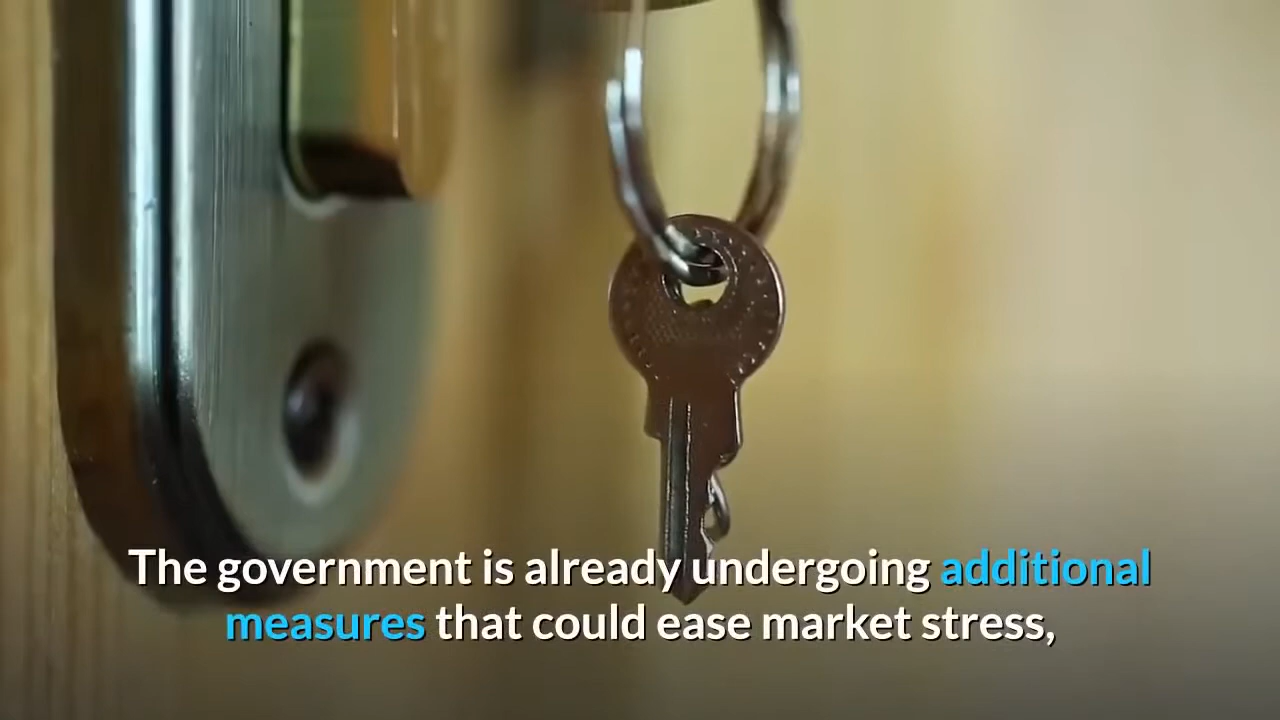 The government is already undergoing additional
measures that could ease market stress,